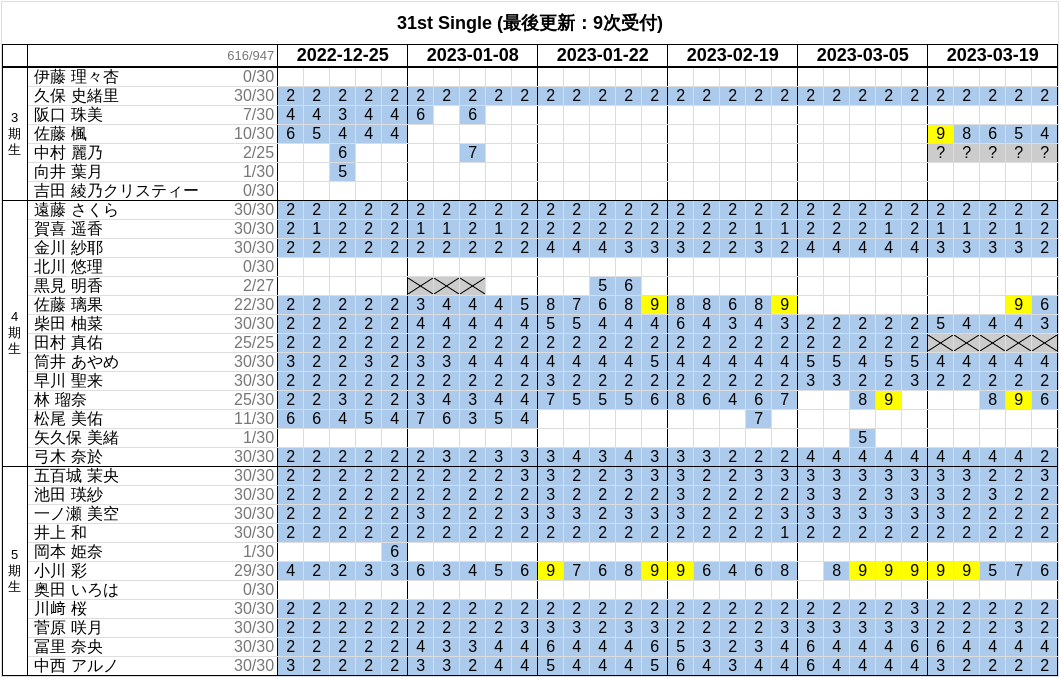 31st Single (最後更新：9次受付)
616/947 2022-12-25 2023-01-08 2023-01-22 2023-02-19 2023-03-05 2023-03-19
3期生
伊藤 理々杏 0/30
久保 史緒里 30/30 2 2 2 2 2 2 2 2 2 2 2 2 2 2 2 2 2 2 2 2 2 2 2 2 2 2 2 2 2 2
阪口 珠美 7/30 4 4 3 4 4 6 6
佐藤 楓 10/30 6 5 4 4 4 9 8 6 5 4
中村 麗乃 2/25 6 7 ? ? ? ? ?
向井 葉月 1/30 5
吉田 綾乃クリスティー 0/30
4期生
遠藤 さくら 30/30 2 2 2 2 2 2 2 2 2 2 2 2 2 2 2 2 2 2 2 2 2 2 2 2 2 2 2 2 2 2
賀喜 遥香 30/30 2 1 2 2 2 1 1 2 1 2 2 2 2 2 2 2 2 2 1 1 2 2 2 1 2 1 1 2 1 2
金川 紗耶 30/30 2 2 2 2 2 2 2 2 2 2 4 4 4 3 3 3 2 2 3 2 4 4 4 4 4 3 3 3 3 2
北川 悠理 0/30
黒見 明香 2/27 5 6
佐藤 璃果 22/30 2 2 2 2 2 3 4 4 4 5 8 7 6 8 9 8 8 6 8 9 9 6
柴田 柚菜 30/30 2 2 2 2 2 4 4 4 4 4 5 5 4 4 4 6 4 3 4 3 2 2 2 2 2 5 4 4 4 3
田村 真佑 25/25 2 2 2 2 2 2 2 2 2 2 2 2 2 2 2 2 2 2 2 2 2 2 2 2 2
筒井 あやめ 30/30 3 2 2 3 2 3 3 4 4 4 4 4 4 4 5 4 4 4 4 4 5 5 4 5 5 4 4 4 4 4
早川 聖来 30/30 2 2 2 2 2 2 2 2 2 2 3 2 2 2 2 2 2 2 2 2 3 3 2 2 3 2 2 2 2 2
林 瑠奈 25/30 2 2 3 2 2 3 4 3 4 4 7 5 5 5 6 8 6 4 6 7 8 9 8 9 6
松尾 美佑 11/30 6 6 4 5 4 7 6 3 5 4 7
矢久保 美緒 1/30 5
弓木 奈於 30/30 2 2 2 2 2 2 3 2 3 3 3 4 3 4 3 3 3 2 2 2 4 4 4 4 4 4 4 4 4 2
5期生
五百城 茉央 30/30 2 2 2 2 2 2 2 2 2 3 3 2 2 3 3 3 2 2 3 3 3 3 3 3 3 3 3 2 2 3
池田 瑛紗 30/30 2 2 2 2 2 2 2 2 2 2 3 2 2 2 2 3 2 2 2 2 3 3 2 3 3 3 2 3 2 2
一ノ瀬 美空 30/30 2 2 2 2 2 3 2 2 2 3 3 3 2 3 3 3 2 2 2 3 3 3 3 3 3 3 2 2 2 2
井上 和 30/30 2 2 2 2 2 2 2 2 2 2 2 2 2 2 2 2 2 2 2 1 2 2 2 2 2 2 2 2 2 2
岡本 姫奈 1/30 6
小川 彩 29/30 4 2 2 3 3 6 3 4 5 6 9 7 6 8 9 9 6 4 6 8 8 9 9 9 9 9 5 7 6
奥田 いろは 0/30
川﨑 桜 30/30 2 2 2 2 2 2 2 2 2 2 2 2 2 2 2 2 2 2 2 2 2 2 2 2 3 2 2 2 2 2
菅原 咲月 30/30 2 2 2 2 2 2 2 2 2 3 3 3 2 3 3 2 2 2 2 3 3 3 3 3 3 2 2 2 3 2
冨里 奈央 30/30 2 2 2 2 2 4 3 3 4 4 6 4 4 4 6 5 3 2 3 4 6 4 4 4 6 6 4 4 4 4
中西 アルノ 30/30 3 2 2 2 2 3 3 2 4 4 5 4 4 4 5 6 4 3 4 4 6 4 4 4 4 3 2 2 2 2